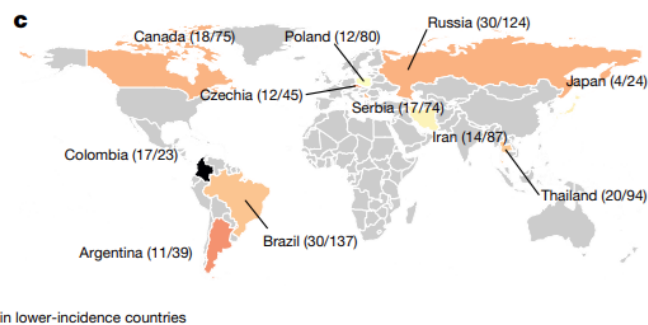 c
Canada (18/75)
Poland (12/80)
Russia (30/124)
Czechia (12/45)
Japan (4/24)
Serbia (17/74)
Iran (14/87)
Colombia (17/23)
Thailand (20/94)
Brazil (30/137)
Argentina (11/39)
in lower-incidence countries